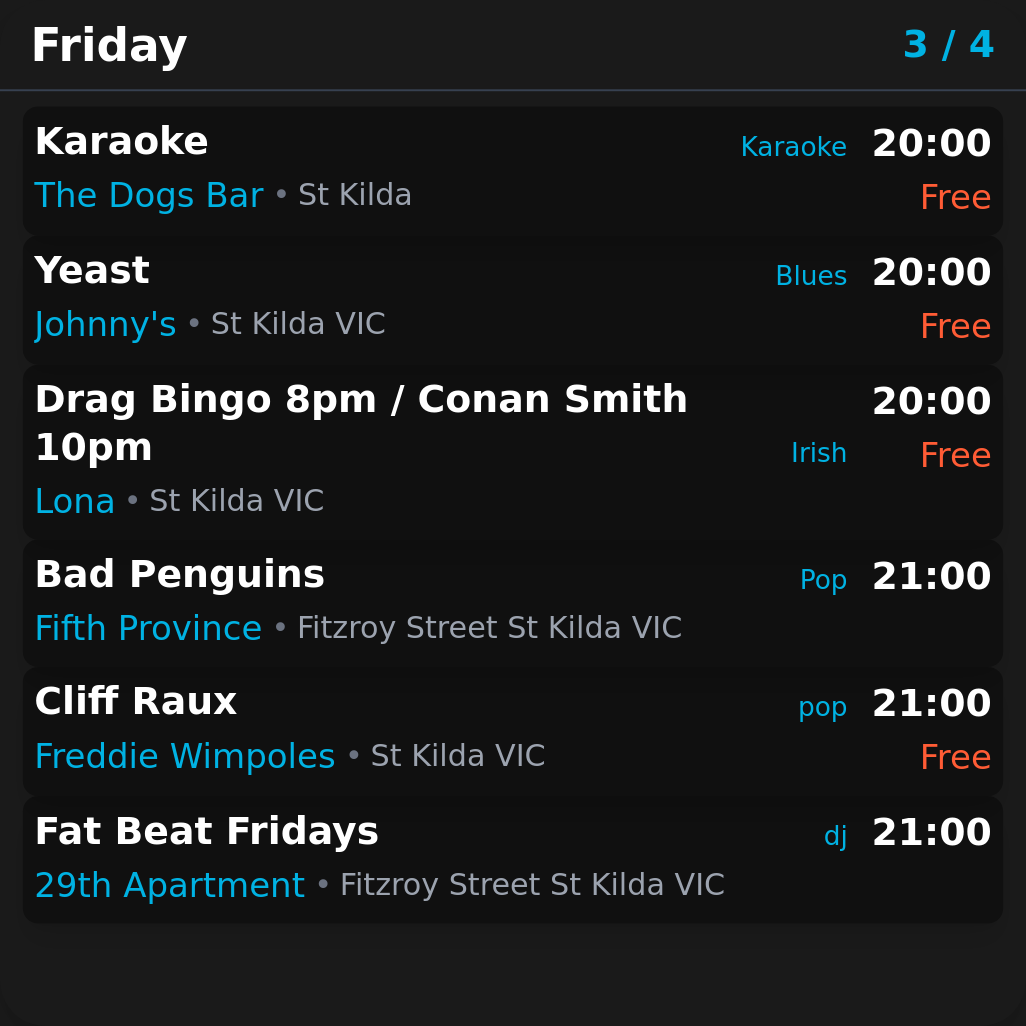 Friday 3 / 4
Karaoke Karaoke 20:00
The Dogs Bar • St Kilda Free
Yeast Blues 20:00
Johnny's • St Kilda VIC Free
Drag Bingo 8pm / Conan Smith 20:00
10pm Irish Free
Lona • St Kilda VIC
Bad Penguins Pop 21:00
Fifth Province • Fitzroy Street St Kilda VIC
Cliff Raux pop 21:00
Freddie Wimpoles • St Kilda VIC Free
Fat Beat Fridays dj 21:00
29th Apartment • Fitzroy Street St Kilda VIC